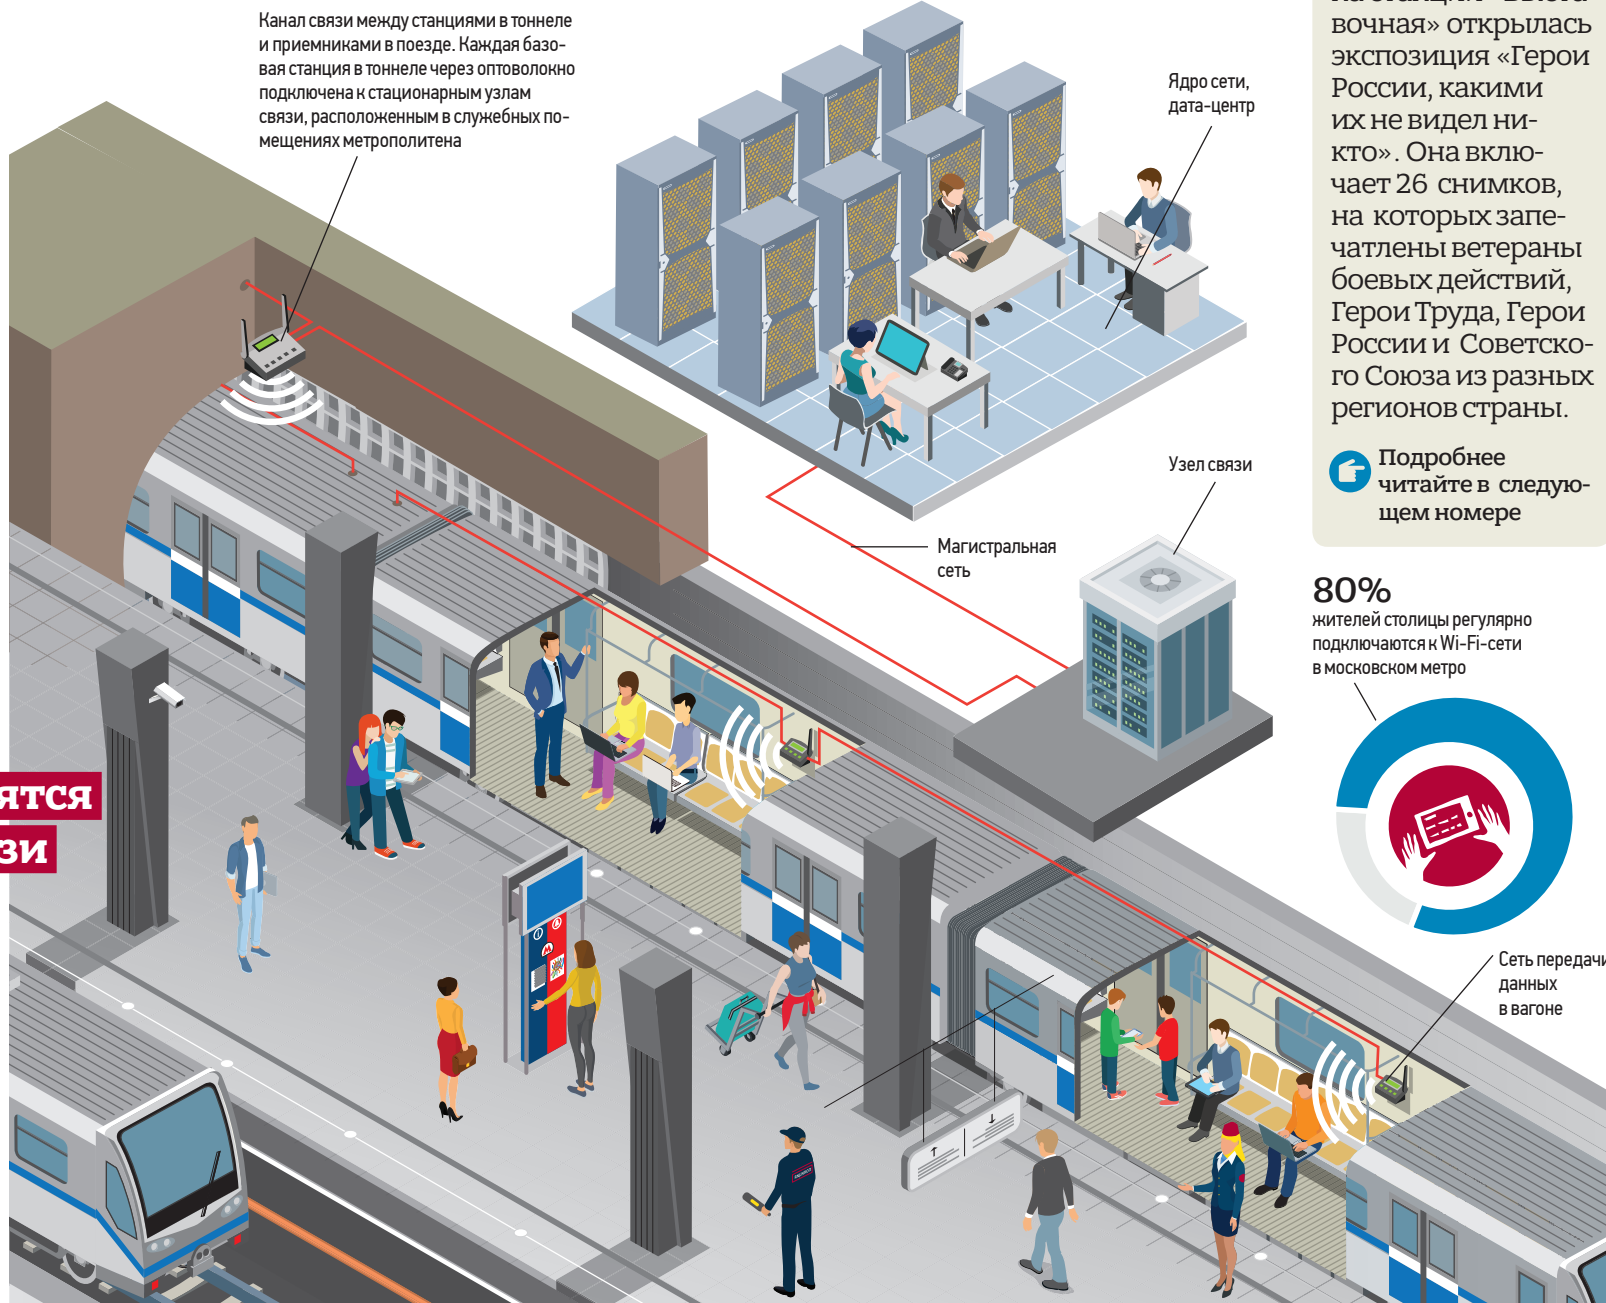 Канал связи между станциями в тоннеле
и приемниками в поезде. Каждая базо-
вая станция в тоннеле через оптоволокно
подключена к стационарным узлам
связи, расположенным в служебных по-
мещениях метрополитена
Ядро сети,
дата-центр
Узел связи
Магистральная
сеть
вочная» открылась
экспозиция «Герои
России, какими
их не видел ни-
кто». Она вклю-
чает 26 снимков,
на которых запе-
чатлены ветераны
боевых действий,
Герои Труда, Герои
России и Советско-
го Союза из разных
регионов страны.
Подробнее
читайте в следую-
щем номере
80%
жителей столицы регулярно
подключаются к Wi-Fi-сети
в московском метро
ятся
зи
Сеть передачи
данных
в вагоне